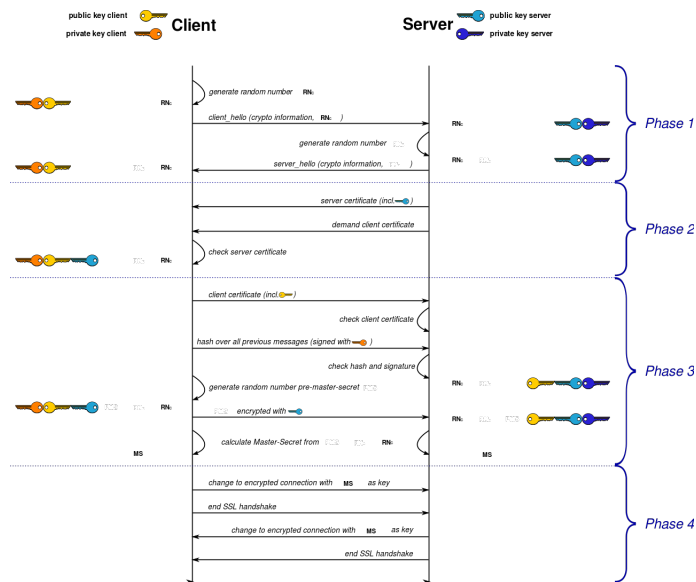 public key client
private key client
Client
Server
public key server
private key server
generate random number RNC
RNC
client_hello (crypto information, RNC )
RNC
Phase 1
generate random number
RNC
server_hello (crypto information, )
RNC
server certificate (incl. )
demand client certificate
Phase 2
check server certificate
RNC
client certificate (incl. )
check client certificate
hash over all previous messages (signed with )
check hash and signature
Phase 3
generate random number pre-master-secret
RNC
RNC
encrypted with
RNC
calculate Master-Secret from RNC
MS
MS
change to encrypted connection with MS as key
end SSL handshake
Phase 4
change to encrypted connection with MS as key
end SSL handshake